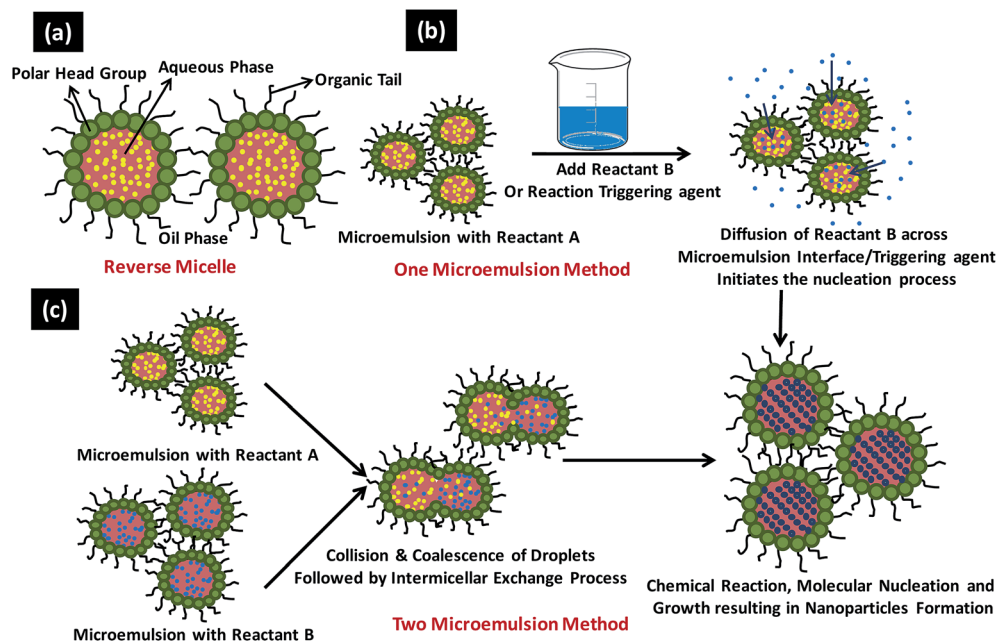 (a)
Polar Head Group
Aqueous Phase
Organic Tail
Oil Phase
Reverse Micelle
(b)
Add Reactant B
Or Reaction Triggering agent
Microemulsion with Reactant A
One Microemulsion Method
Diffusion of Reactant B across
Microemulsion Interface/Triggering agent
Initiates the nucleation process
(c)
Microemulsion with Reactant A
Microemulsion with Reactant B
Collision & Coalescence of Droplets
Followed by Intermicellar Exchange Process
Two Microemulsion Method
Chemical Reaction, Molecular Nucleation and
Growth resulting in Nanoparticles Formation